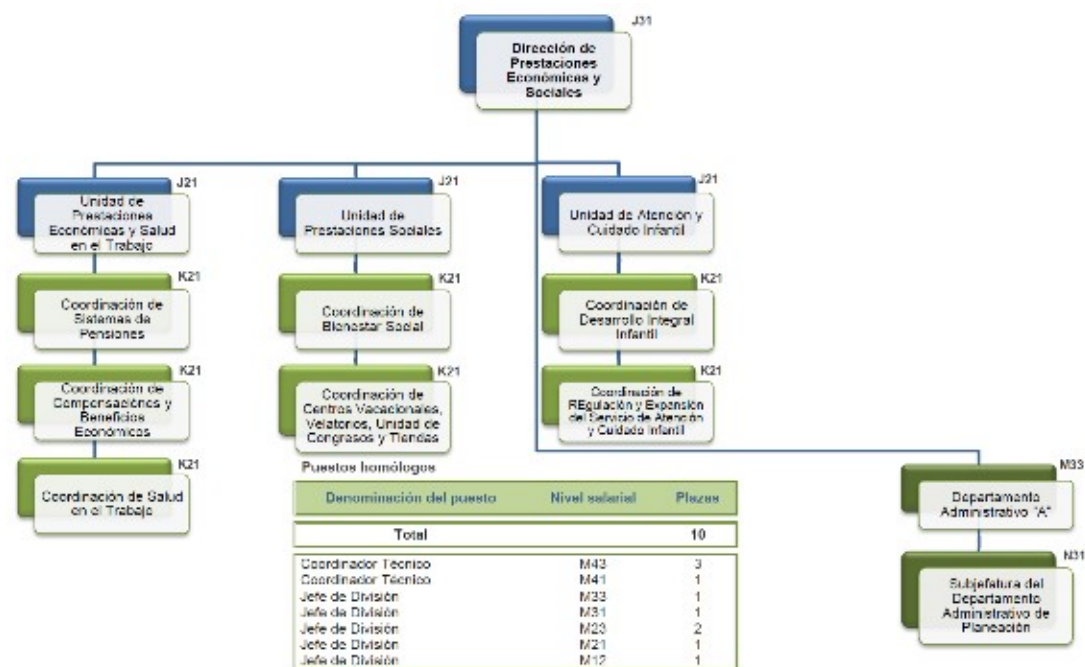 J31
Dirección de
Prestaciones
Económicas y
Sociales
J21
Unidad de
Prestaciones
Económicas y Salud
en el Trabajo
K21
Coordinación de
Sistemas de
Pensiones
K21
Coordinación de
Compensaciones y
Beneficios
Económicos
K21
Coordinación de Salud
en el Trabajo
J21
Unidad de
Prestaciones Sociales
K21
Coordinación de
Bienestar Social
K21
Coordinación de
Centros Vacacionales,
Velatorios, Unidad de
Congresos y Tiendas
J21
Unidad de Atención y
Cuidado Infantil
K21
Coordinación de
Desarrollo Integral
Infantil
K21
Coordinación de
REgulación y Expansión
del Servicio de Atención
y Cuidado Infantil
M33
Departamento
Administrativo "A"
N31
Subjefatura del
Departamento
Administrativo de
Planeación
Puestos homólogos
Denominación del puesto Nivel salarial Plazas
Total 10
Coordinador Técnico M43 3
Coordinador Técnico M41 1
Jefe de División M33 1
Jefe de División M31 1
Jefe de División M23 2
Jefe de División M21 1
Jefe de División M12 1